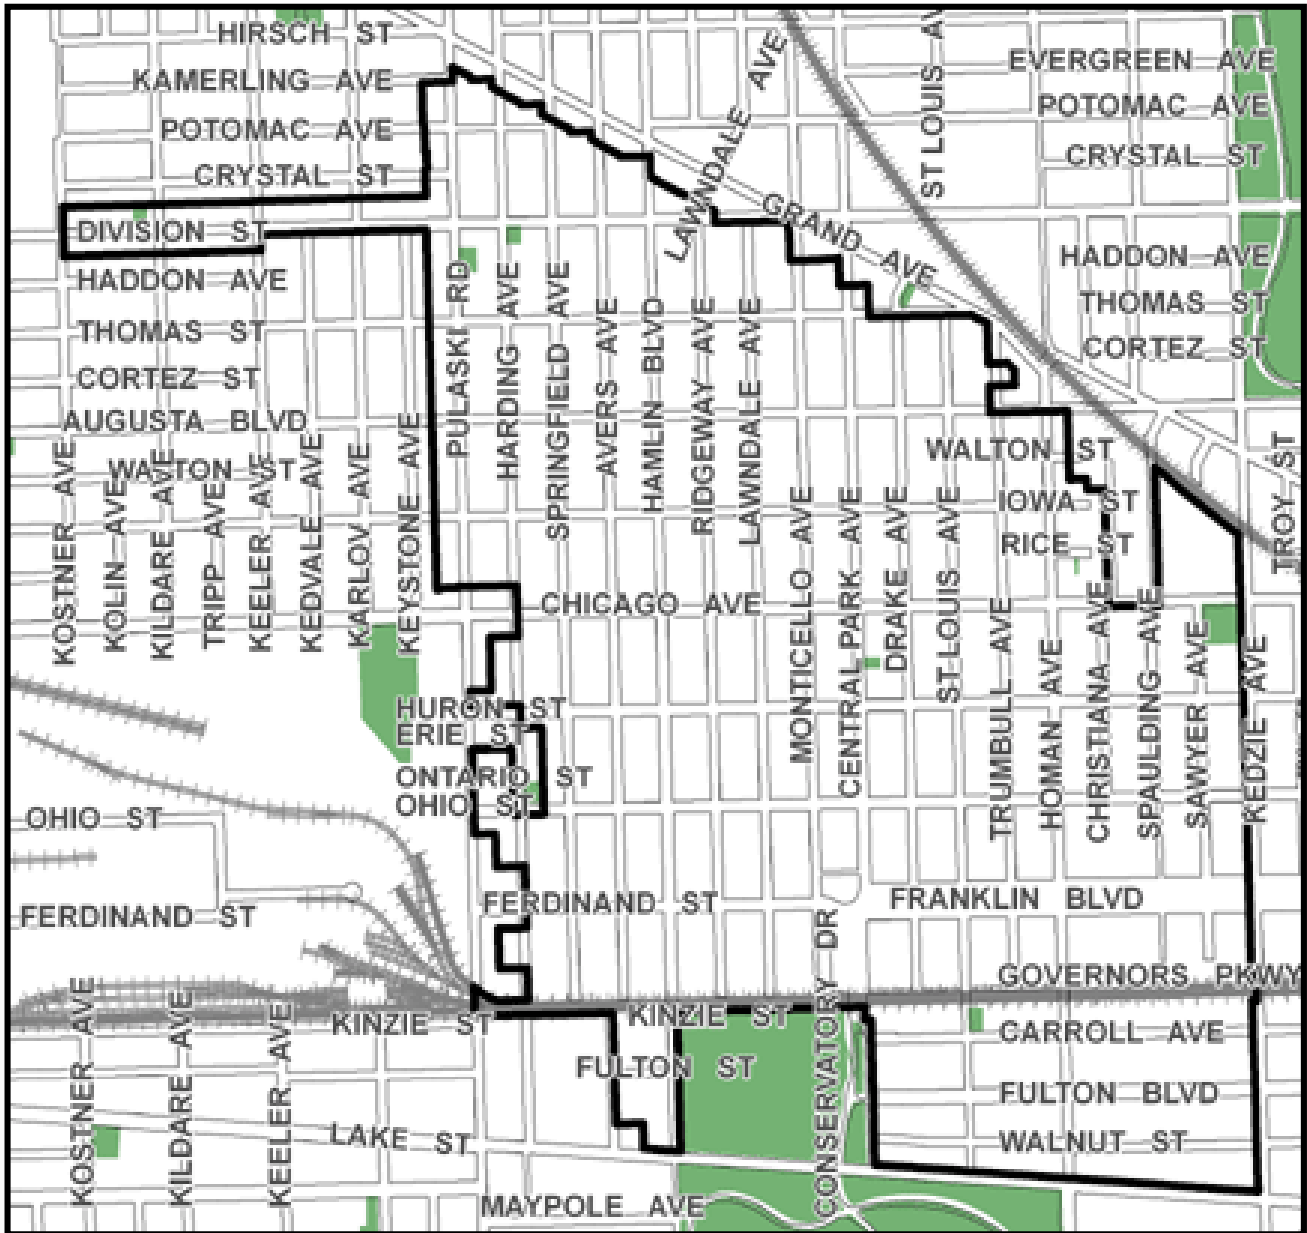 HIRSCH ST
KAMERLING AVE
POTOMAC AVE
CRYSTAL ST
DIVISION ST
HADDON AVE
THOMAS ST
CORTEZ ST
AUGUSTA BLVD
WALTON ST
LAWNDALE AVE
GRAND AVE
ST LOUIS AV
EVERGREEN AVE
POTOMAC AVE
CRYSTAL ST
HADDON AVE
THOMAS ST
CORTEZ ST
WALTON ST
IOWA ST
RICE ST
TROY ST
KOSTNER AVE
KOLIN AVE
KILDARE AVE
TRIPP AVE
KEELER AVE
KEDVALE AVE
KARLOV AVE
KEYSTONE AVE
PULASKI RD
HARDING AVE
SPRINGFIELD AVE
AVERS AVE
HAMLIN BLVD
RIDGEWAY AVE
LAWNDALE AVE
MONTICELLO AVE
CENTRAL PARK AVE
DRAKE AVE
ST LOUIS AVE
TRUMBULL AVE
HOMAN AVE
CHRISTIANA AVE
SPAULDING AVE
SAWYER AVE
KEDZIE AVE
CHICAGO AVE
HURON ST
ERIE ST
ONTARIO ST
OHIO ST
OHIO ST
FERDINAND ST
FERDINAND ST
FRANKLIN BLVD
GOVERNORS PKWY
KINZIE ST
KINZIE ST
CARROLL AVE
FULTON ST
FULTON BLVD
WALNUT ST
LAKE ST
MAYPOLE AVE
KOSTNER AVE
KILDARE AVE
KEELER AVE
CONSERVATORY DR